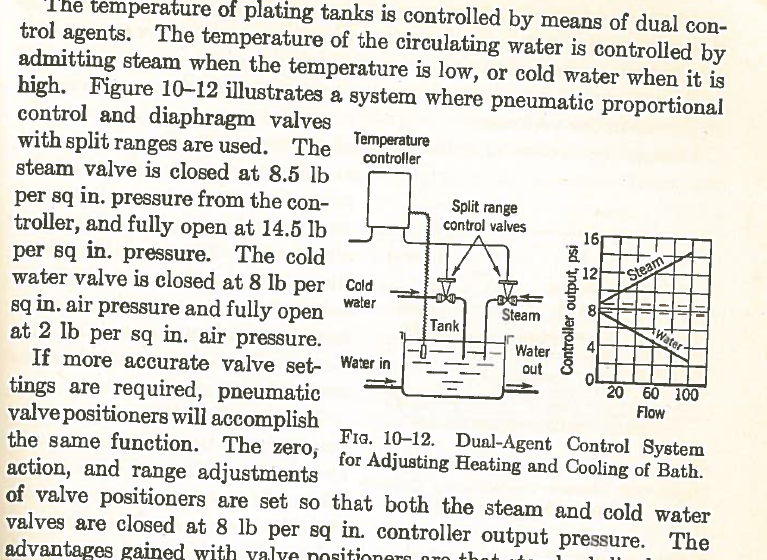 The temperature of plating tanks is controlled by means of dual con-
trol agents. The temperature of the circulating water is controlled by
admitting steam when the temperature is low, or cold water when it is
high. Figure 10–12 illustrates a system where pneumatic proportional
control and diaphragm valves
with split ranges are used. The
steam valve is closed at 8.5 lb
per sq in. pressure from the con-
troller, and fully open at 14.5 lb
per sq in. pressure. The cold
water valve is closed at 8 lb per
sq in. air pressure and fully open
at 2 lb per sq in. air pressure.
If more accurate valve set-
tings are required, pneumatic
valve positioners will accomplish
the same function. The zero,
action, and range adjustments
Temperature
controller
Split range
control valves
Cold
water
Steam
Tank
Water in
Water
out
Controller output, psi
16
12
8
4
0
Steam
Water
20 60 100
Flow
FIG. 10–12. Dual-Agent Control System
for Adjusting Heating and Cooling of Bath.
of valve positioners are set so that both the steam and cold water
valves are closed at 8 lb per sq in. controller output pressure. The
advantages gained with valve positioners are that